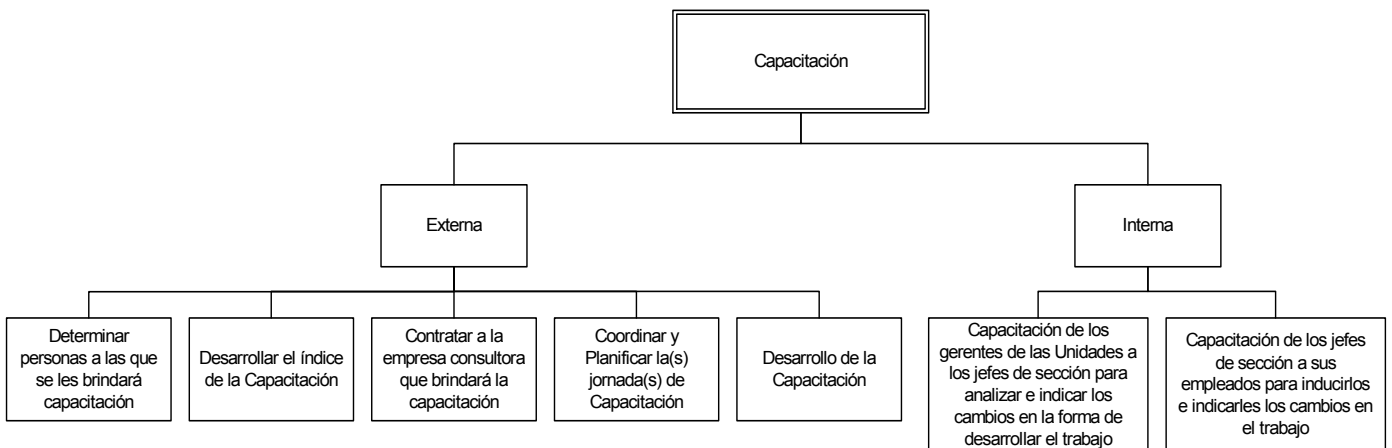 Capacitación
Externa
Interna
Determinar
personas a las que
se les brindará
capacitación
Desarrollar el índice
de la Capacitación
Contratar a la
empresa consultora
que brindará la
capacitación
Coordinar y
Planificar la(s)
jornada(s) de
Capacitación
Desarrollo de la
Capacitación
Capacitación de los
gerentes de las Unidades a
los jefes de sección para
analizar e indicar los
cambios en la forma de
desarrollar el trabajo
Capacitación de los jefes
de sección a sus
empleados para inducirlos
e indicarles los cambios en
el trabajo